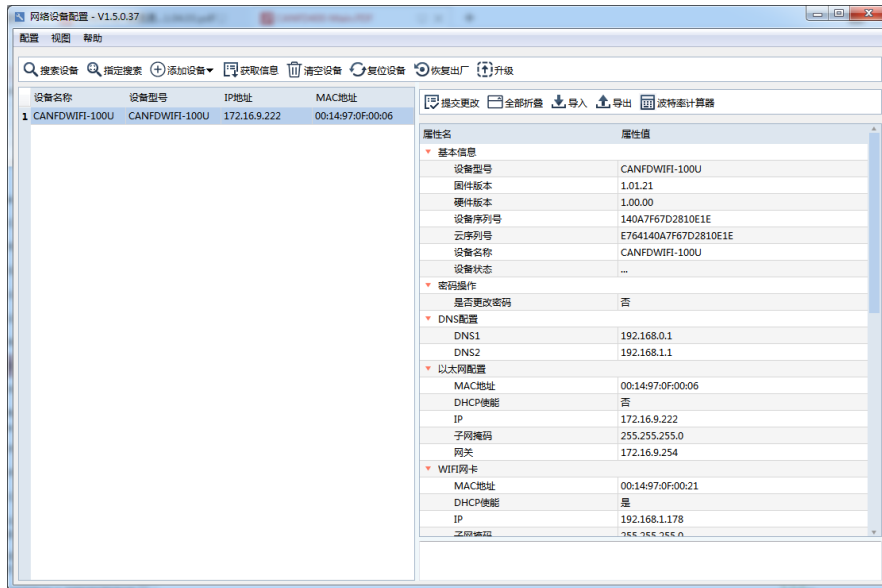 网络设备配置 - V1.5.0.37
配置 视图 帮助
搜索设备 指定搜索 添加设备 获取信息 清空设备 复位设备 恢复出厂 升级
设备名称 设备型号 IP地址 MAC地址
1 CANFDWIFI-100U CANFDWIFI-100U 172.16.9.222 00:14:97:0F:00:06
提交更改 全部折叠 导入 导出 波特率计算器
属性名 属性值
基本信息
设备型号 CANFDWIFI-100U
固件版本 1.01.21
硬件版本 1.00.00
设备序列号 140A7F67D2810E1E
云序列号 E764140A7F67D2810E1E
设备名称 CANFDWIFI-100U
设备状态 ...
密码操作
是否更改密码 否
DNS配置
DNS1 192.168.0.1
DNS2 192.168.1.1
以太网配置
MAC地址 00:14:97:0F:00:06
DHCP使能 否
IP 172.16.9.222
子网掩码 255.255.255.0
网关 172.16.9.254
WIFI网卡
MAC地址 00:14:97:0F:00:21
DHCP使能 是
IP 192.168.1.178
子网掩码 255.255.255.0